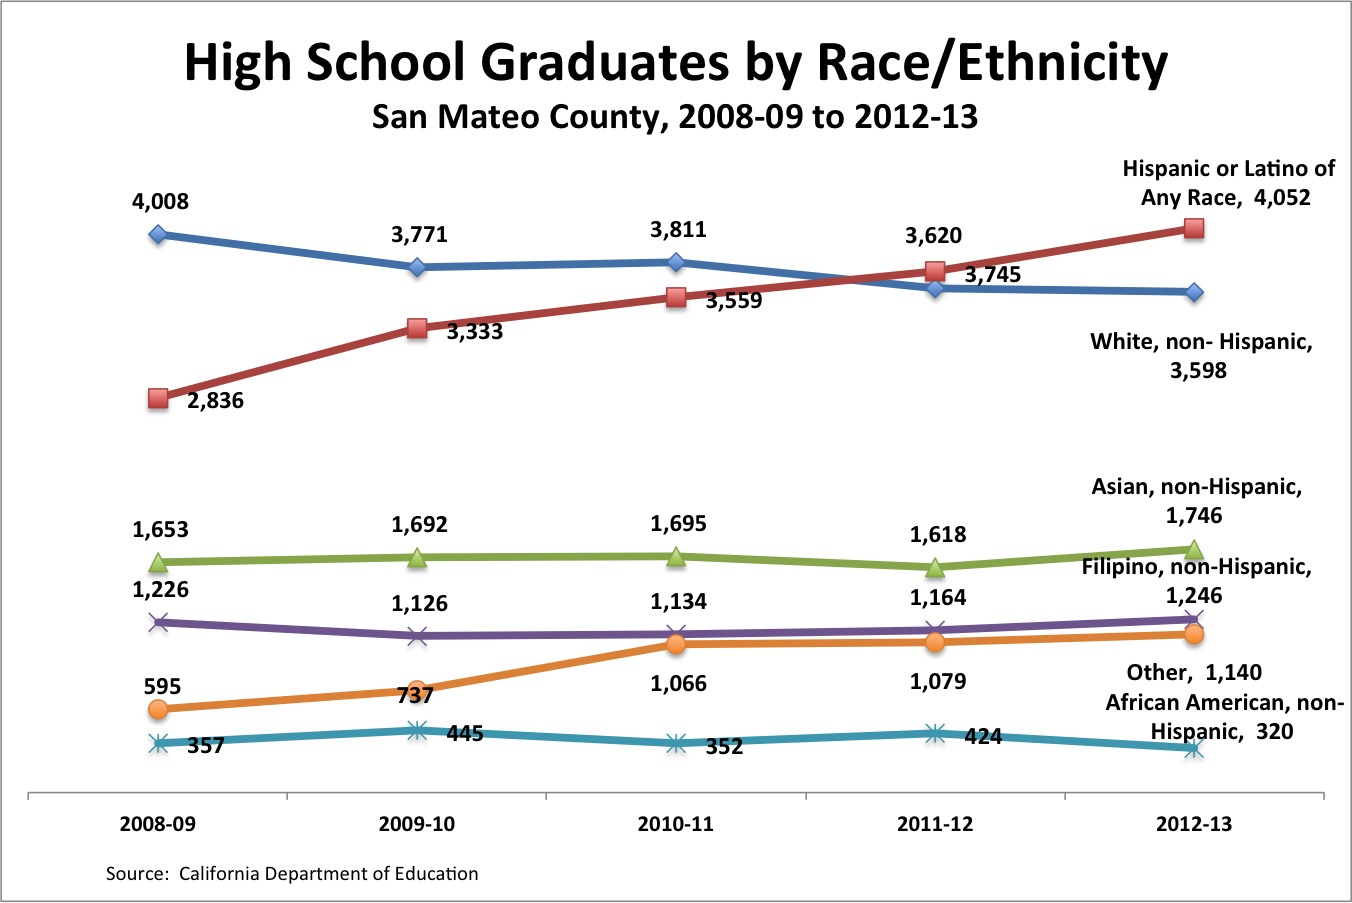 High School Graduates by Race/Ethnicity
San Mateo County, 2008-09 to 2012-13
Hispanic or Latino of
Any Race, 4,052
4,008
3,771
3,811
3,620
3,745
3,559
3,333
White, non- Hispanic,
3,598
2,836
Asian, non-Hispanic,
1,746
1,653
1,692
1,695
1,618
Filipino, non-Hispanic,
1,246
1,226
1,126
1,134
1,164
595
737
1,066
1,079
Other, 1,140
African American, non-
Hispanic, 320
357
445
352
424
2008-09
2009-10
2010-11
2011-12
2012-13
Source: California Department of Education